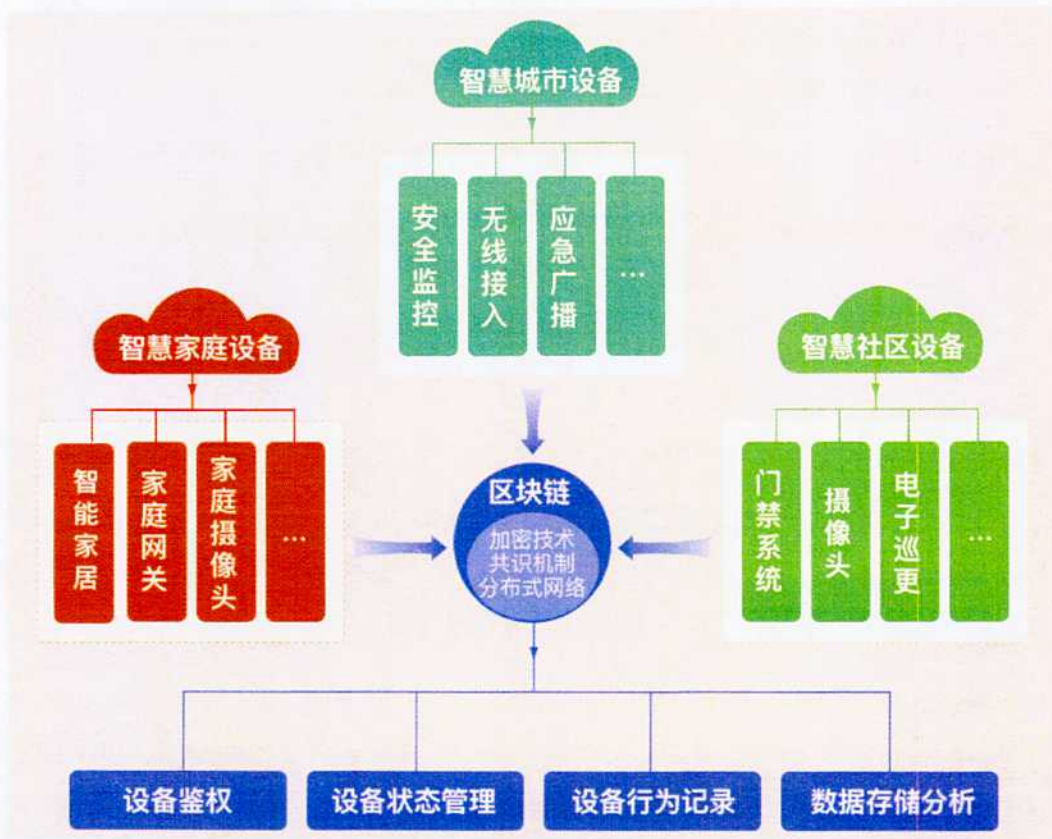 智慧城市设备
安全监控
无线接入
应急广播
…
智慧家庭设备
智能家居
家庭网关
家庭摄像头
…
智慧社区设备
门禁系统
摄像头
电子巡更
…
区块链
加密技术
共识机制
分布式网络
设备鉴权
设备状态管理
设备行为记录
数据存储分析